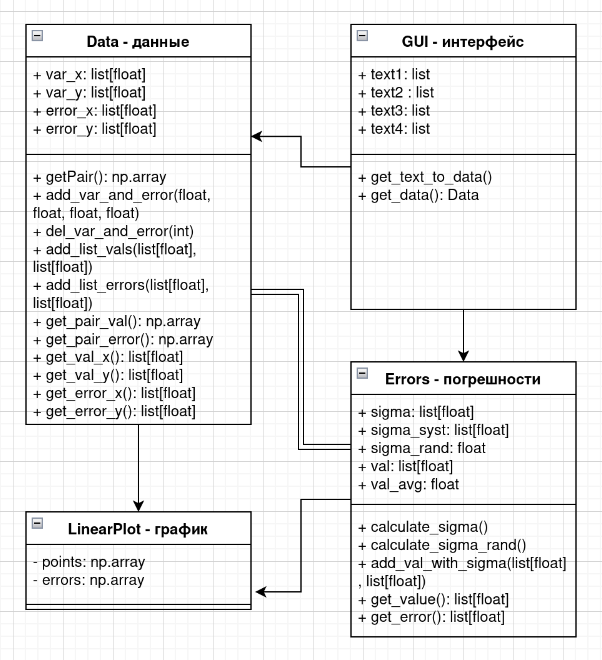 Data - данные
+ var_x: list[float]
+ var_y: list[float]
+ error_x: list[float]
+ error_y: list[float]
+ getPair(): np.array
+ add_var_and_error(float,
float, float, float)
+ del_var_and_error(int)
+ add_list_vals(list[float],
list[float])
+ add_list_errors(list[float],
list[float])
+ get_pair_val(): np.array
+ get_pair_error(): np.array
+ get_val_x(): list[float]
+ get_val_y(): list[float]
+ get_error_x(): list[float]
+ get_error_y(): list[float]
GUI - интерфейс
+ text1: list
+ text2 : list
+ text3: list
+ text4: list
+ get_text_to_data()
+ get_data(): Data
Errors - погрешности
+ sigma: list[float]
+ sigma_syst: list[float]
+ sigma_rand: float
+ val: list[float]
+ val_avg: float
+ calculate_sigma()
+ calculate_sigma_rand()
+ add_val_with_sigma(list[float]
, list[float])
+ get_value(): list[float]
+ get_error(): list[float]
LinearPlot - график
- points: np.array
- errors: np.array